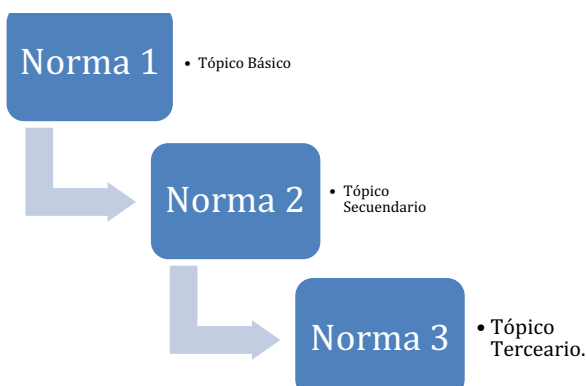 Norma 1
• Tópico Básico
Norma 2
• Tópico
Secuendario
Norma 3
• Tópico
Terceario.